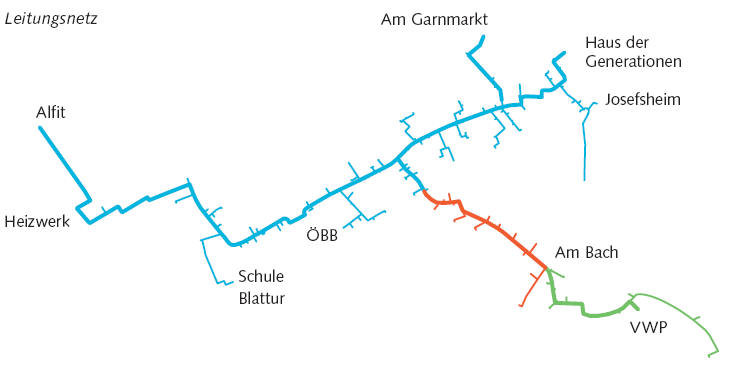 Leitungsnetz
Am Garnmarkt
Haus der
Generationen
Josefsheim
Alfit
Heizwerk
ÖBB
Schule
Blattur
Am Bach
VWP